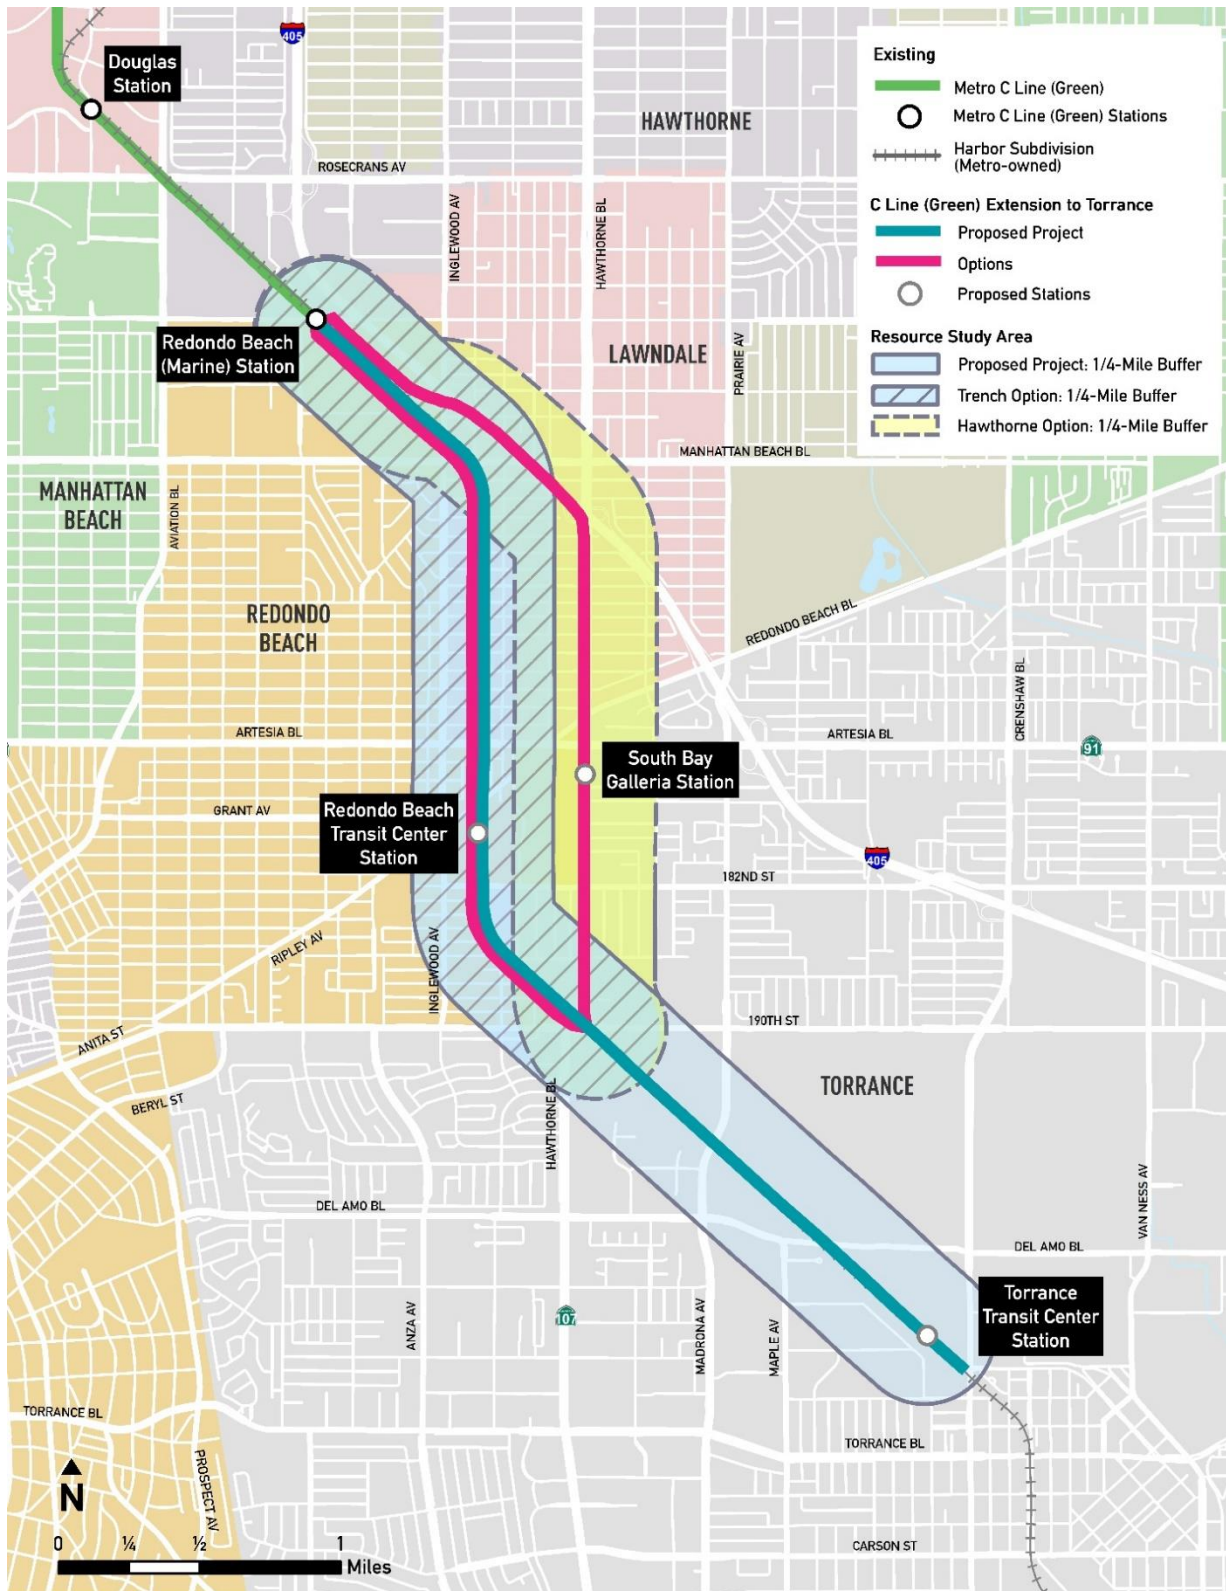 405
Douglas
Station
HAWTHORNE
ROSECRANS AV
INGLEWOOD AV
HAWTHORNE BL
Existing
Metro C Line (Green)
Metro C Line (Green) Stations
Harbor Subdivision
(Metro-owned)
C Line (Green) Extension to Torrance
Proposed Project
Options
Proposed Stations
Resource Study Area
Proposed Project: 1/4-Mile Buffer
Trench Option: 1/4-Mile Buffer
Hawthorne Option: 1/4-Mile Buffer
Redondo Beach
(Marine) Station
LAWNDALE
PRAIRIE AV
MANHATTAN BEACH BL
MANHATTAN
BEACH
AVIATION BL
REDONDO
BEACH
REDONDO BEACH BL
CRENSHAW BL
ARTESIA BL
ARTESIA BL
91
South Bay
Galleria Station
GRANT AV
Redondo Beach
Transit Center
Station
405
182ND ST
RIPLEY AV
INGLEWOOD AV
190TH ST
ANITA ST
BERYL ST
HAWTHORNE BL
TORRANCE
VAN NESS AV
DEL AMO BL
DEL AMO BL
Torrance
Transit Center
Station
ANZA AV
107
MADRONA AV
MAPLE AV
TORRANCE BL
TORRANCE BL
PROSPECT AV
N
CARSON ST
0 ¼ ½ 1
Miles